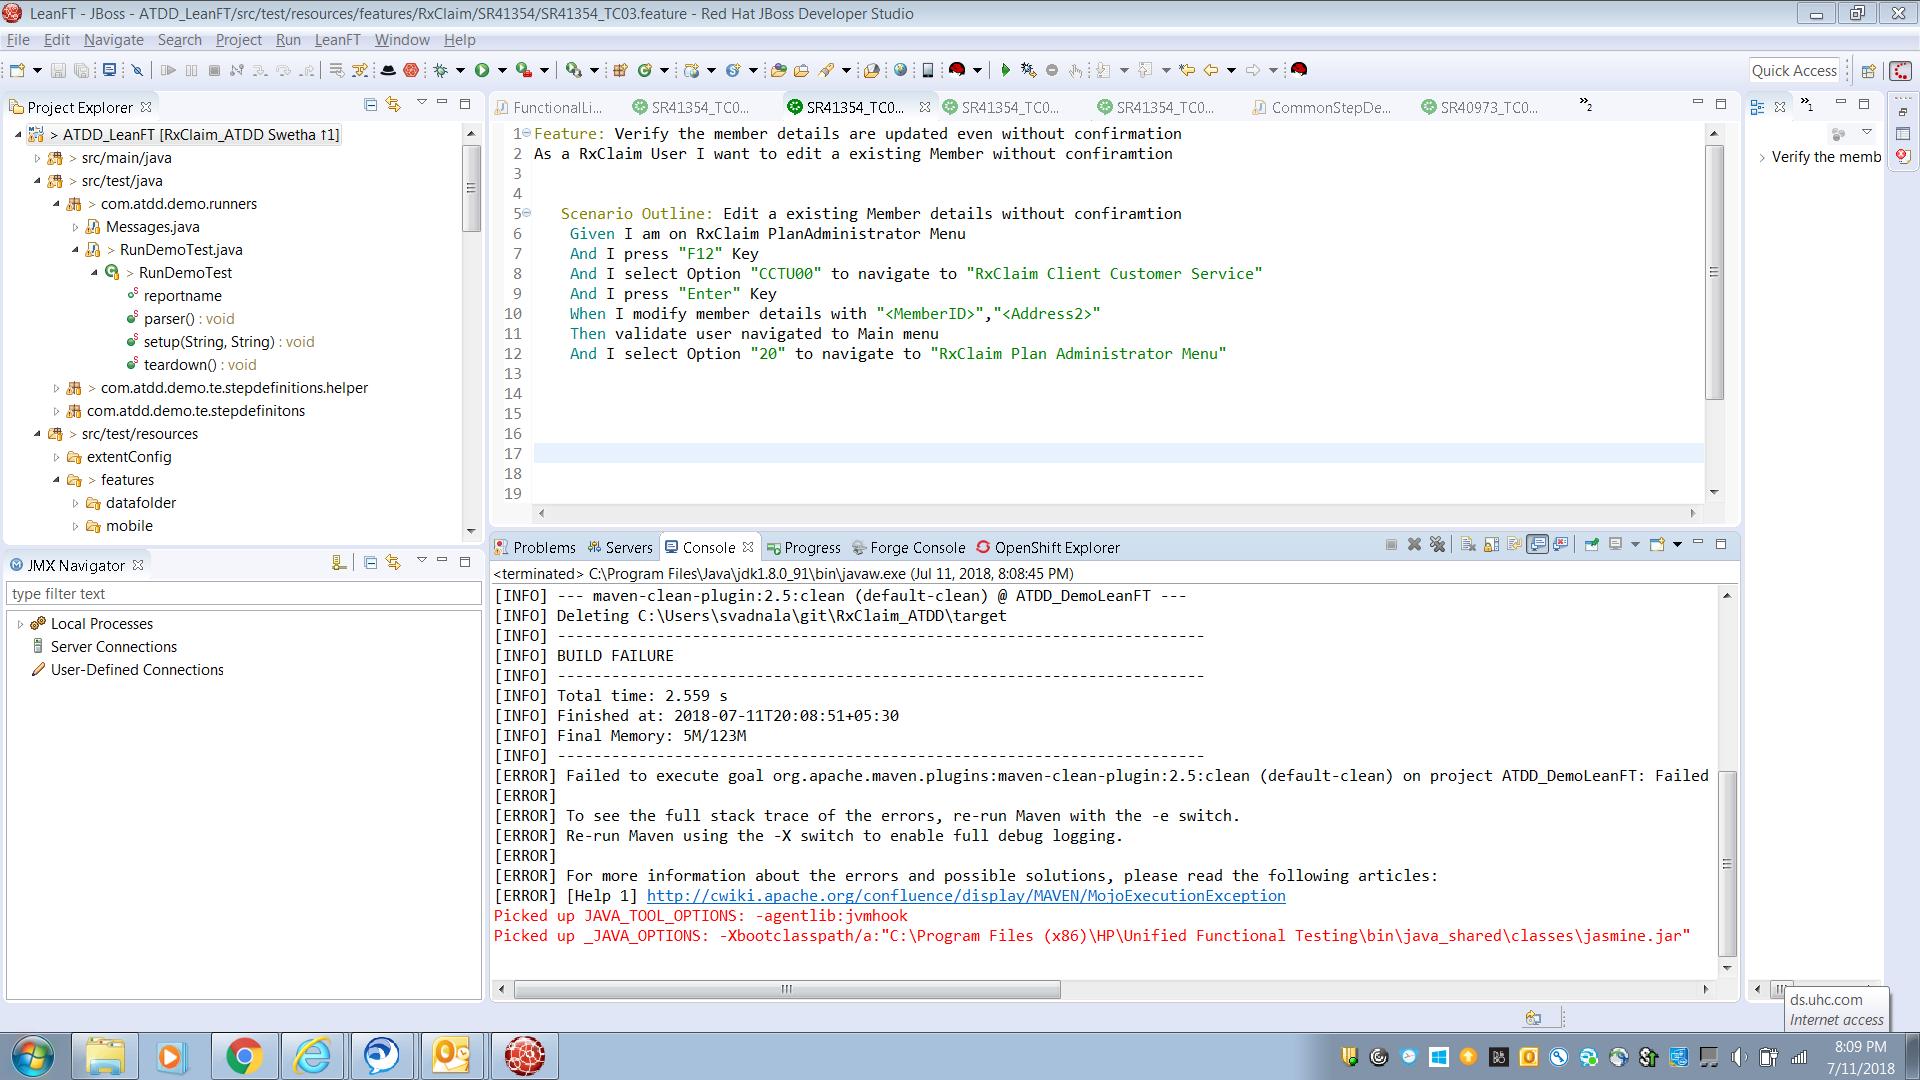 LeanFT - JBoss - ATDD_LeanFT/src/test/resources/features/RxClaim/SR41354/SR41354_TC03.feature - Red Hat JBoss Developer Studio
File Edit Navigate Search Project Run LeanFT Window Help
Quick Access
Project Explorer
> ATDD_LeanFT [RxClaim_ATDD Swetha ↑1]
> src/main/java
> src/test/java
> com.atdd.demo.runners
Messages.java
> RunDemoTest.java
> RunDemoTest
reportname
parser() : void
setup(String, String) : void
teardown() : void
> com.atdd.demo.te.stepdefinitions.helper
com.atdd.demo.te.stepdefinitons
> src/test/resources
extentConfig
> features
datafolder
mobile
JMX Navigator
type filter text
Local Processes
Server Connections
User-Defined Connections
FunctionalLi... SR41354_TC0... SR41354_TC0... SR41354_TC0... SR41354_TC0... CommonStepDe... SR40973_TC0... »2
1 Feature: Verify the member details are updated even without confirmation
2 As a RxClaim User I want to edit a existing Member without confiramtion
3
4
5 Scenario Outline: Edit a existing Member details without confiramtion
6 Given I am on RxClaim PlanAdministrator Menu
7 And I press "F12" Key
8 And I select Option "CCTU00" to navigate to "RxClaim Client Customer Service"
9 And I press "Enter" Key
10 When I modify member details with "<MemberID>","<Address2>"
11 Then validate user navigated to Main menu
12 And I select Option "20" to navigate to "RxClaim Plan Administrator Menu"
13
14
15
16
17
18
19
»1
Verify the memb
Problems Servers Console Progress Forge Console OpenShift Explorer
<terminated> C:\Program Files\Java\jdk1.8.0_91\bin\javaw.exe (Jul 11, 2018, 8:08:45 PM)
[INFO] --- maven-clean-plugin:2.5:clean (default-clean) @ ATDD_DemoLeanFT ---
[INFO] Deleting C:\Users\svadnala\git\RxClaim_ATDD\target
[INFO] ------------------------------------------------------------------------
[INFO] BUILD FAILURE
[INFO] ------------------------------------------------------------------------
[INFO] Total time: 2.559 s
[INFO] Finished at: 2018-07-11T20:08:51+05:30
[INFO] Final Memory: 5M/123M
[INFO] ------------------------------------------------------------------------
[ERROR] Failed to execute goal org.apache.maven.plugins:maven-clean-plugin:2.5:clean (default-clean) on project ATDD_DemoLeanFT: Failed
[ERROR]
[ERROR] To see the full stack trace of the errors, re-run Maven with the -e switch.
[ERROR] Re-run Maven using the -X switch to enable full debug logging.
[ERROR]
[ERROR] For more information about the errors and possible solutions, please read the following articles:
[ERROR] [Help 1] http://cwiki.apache.org/confluence/display/MAVEN/MojoExecutionException
Picked up JAVA_TOOL_OPTIONS: -agentlib:jvmhook
Picked up _JAVA_OPTIONS: -Xbootclasspath/a:"C:\Program Files (x86)\HP\Unified Functional Testing\bin\java_shared\classes\jasmine.jar"
ds.uhc.com
Internet access
8:09 PM
7/11/2018